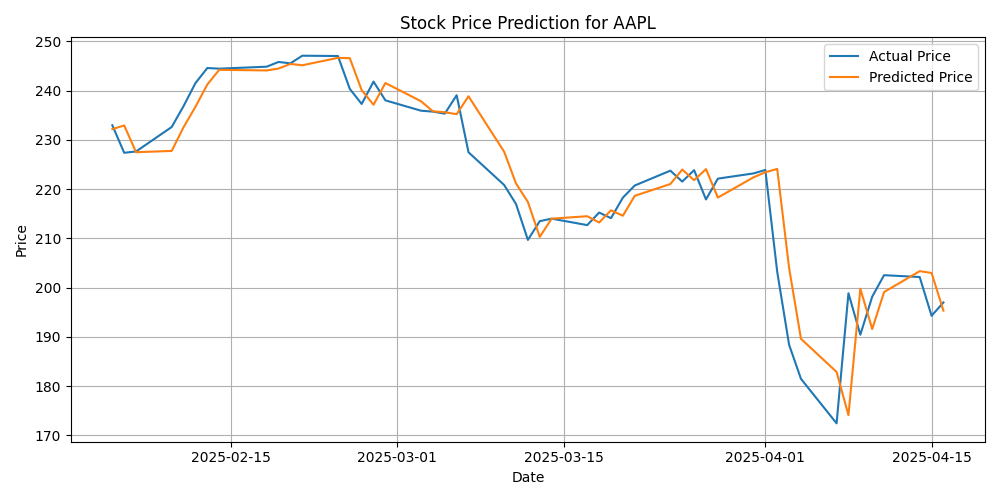 Stock Price Prediction for AAPL
Actual Price
Predicted Price
Price
250
240
230
220
210
200
190
180
170
2025-02-15
2025-03-01
2025-03-15
2025-04-01
2025-04-15
Date